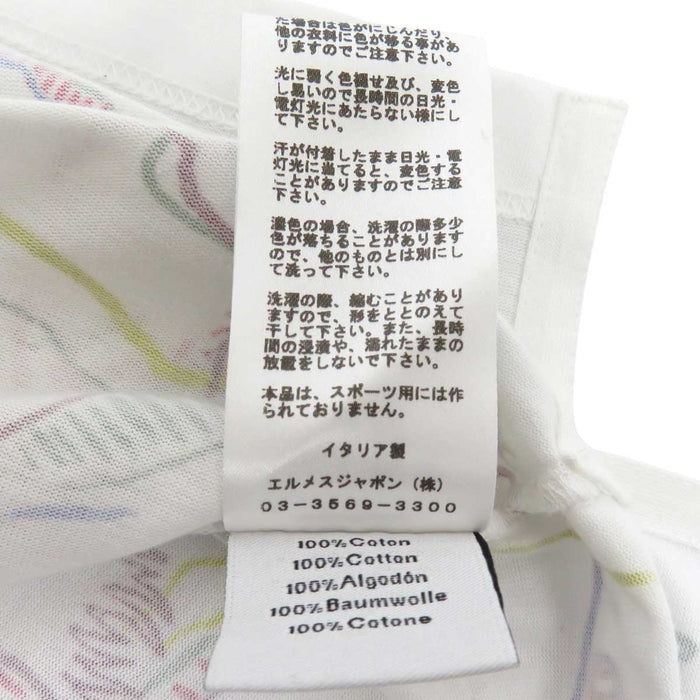 た場合は色がにじんだり、
他の衣料に色が移る事があ
りますのでご注意下さい。
光に弱く色褪せ及び、変色
し易いので長時間の日光・
電灯光にあたらない様にし
て下さい。
汗が付着したまま日光・電
灯光に当てると、変色する
ことがありますのでご注意
下さい。
濃色の場合、洗濯の際多少
色が落ちることがあります
ので、他のものとは別にし
て洗って下さい。
洗濯の際、縮むことがあり
ますので、形をととのえて
干して下さい。また、長時
間の浸漬や、濡れたままの
放置をしないで下さい。
本品は、スポーツ用には作
られておりません。
イタリア製
エルメスジャポン（株）
03-3569-3300
100%Coton
100%Cotton
100%Algodón
100%Baumwolle
100%Cotone